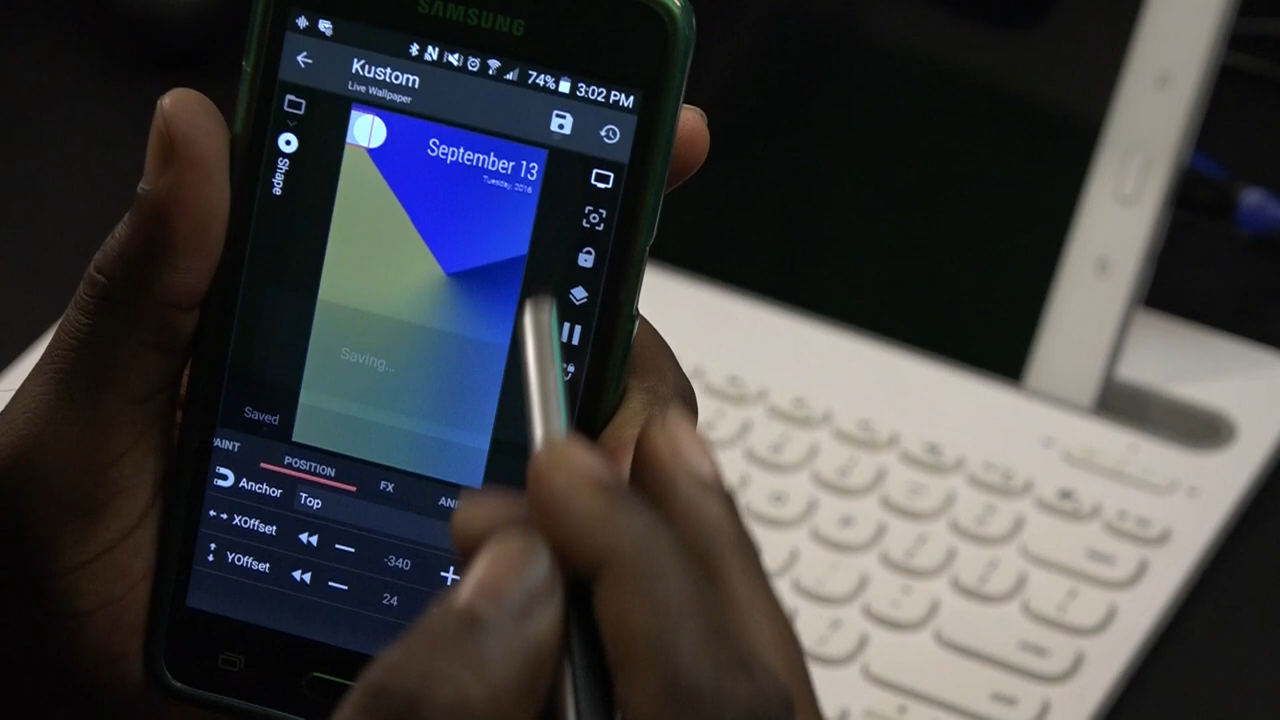 SAMSUNG
74% 3:02 PM
Kustom
Live Wallpaper
Shape
September 13
Tuesday, 2016
Saving...
Saved
AINT POSITION FX ANI
Anchor Top
XOffset -340
YOffset 24